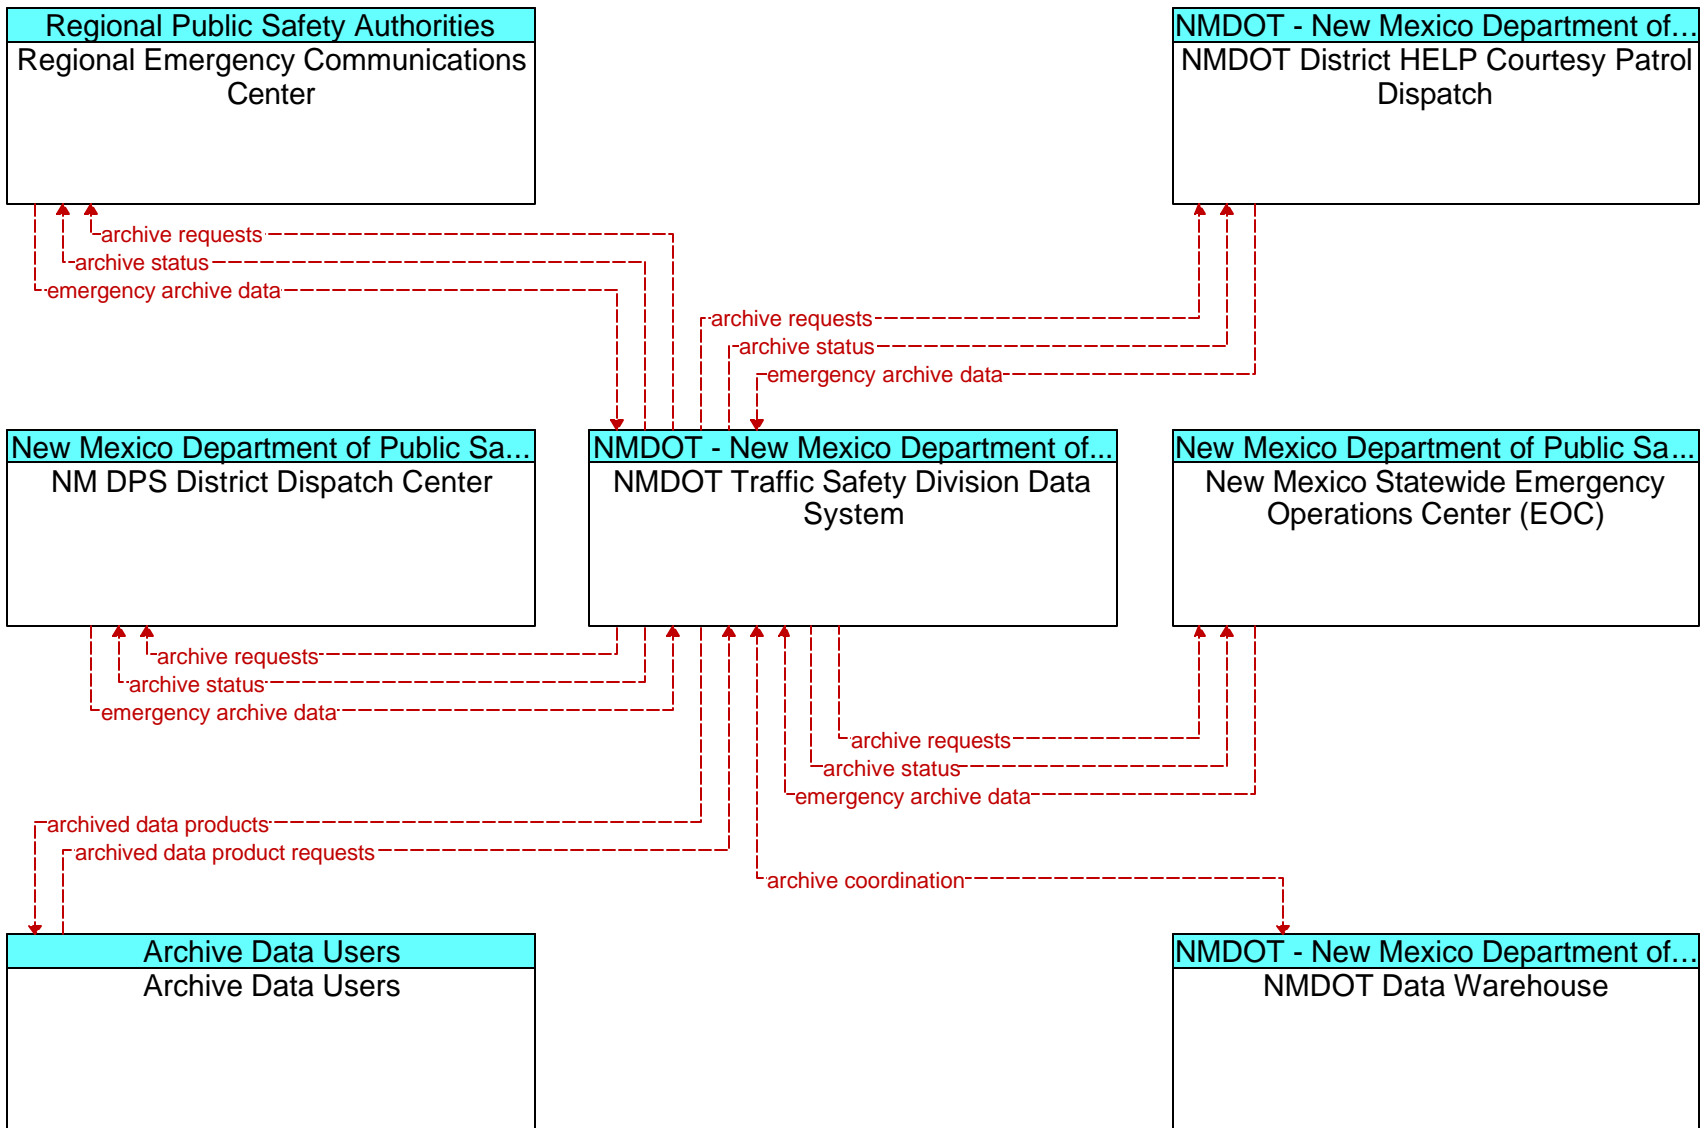 Regional Public Safety Authorities
Regional Emergency Communications
Center
NMDOT - New Mexico Department of...
NMDOT District HELP Courtesy Patrol
Dispatch
archive requests
archive status
emergency archive data
archive requests
archive status
emergency archive data
New Mexico Department of Public Sa...
NM DPS District Dispatch Center
NMDOT - New Mexico Department of...
NMDOT Traffic Safety Division Data
System
New Mexico Department of Public Sa...
New Mexico Statewide Emergency
Operations Center (EOC)
archive requests
archive status
emergency archive data
archive requests
archive status
emergency archive data
archived data products
archived data product requests
archive coordination
Archive Data Users
Archive Data Users
NMDOT - New Mexico Department of...
NMDOT Data Warehouse